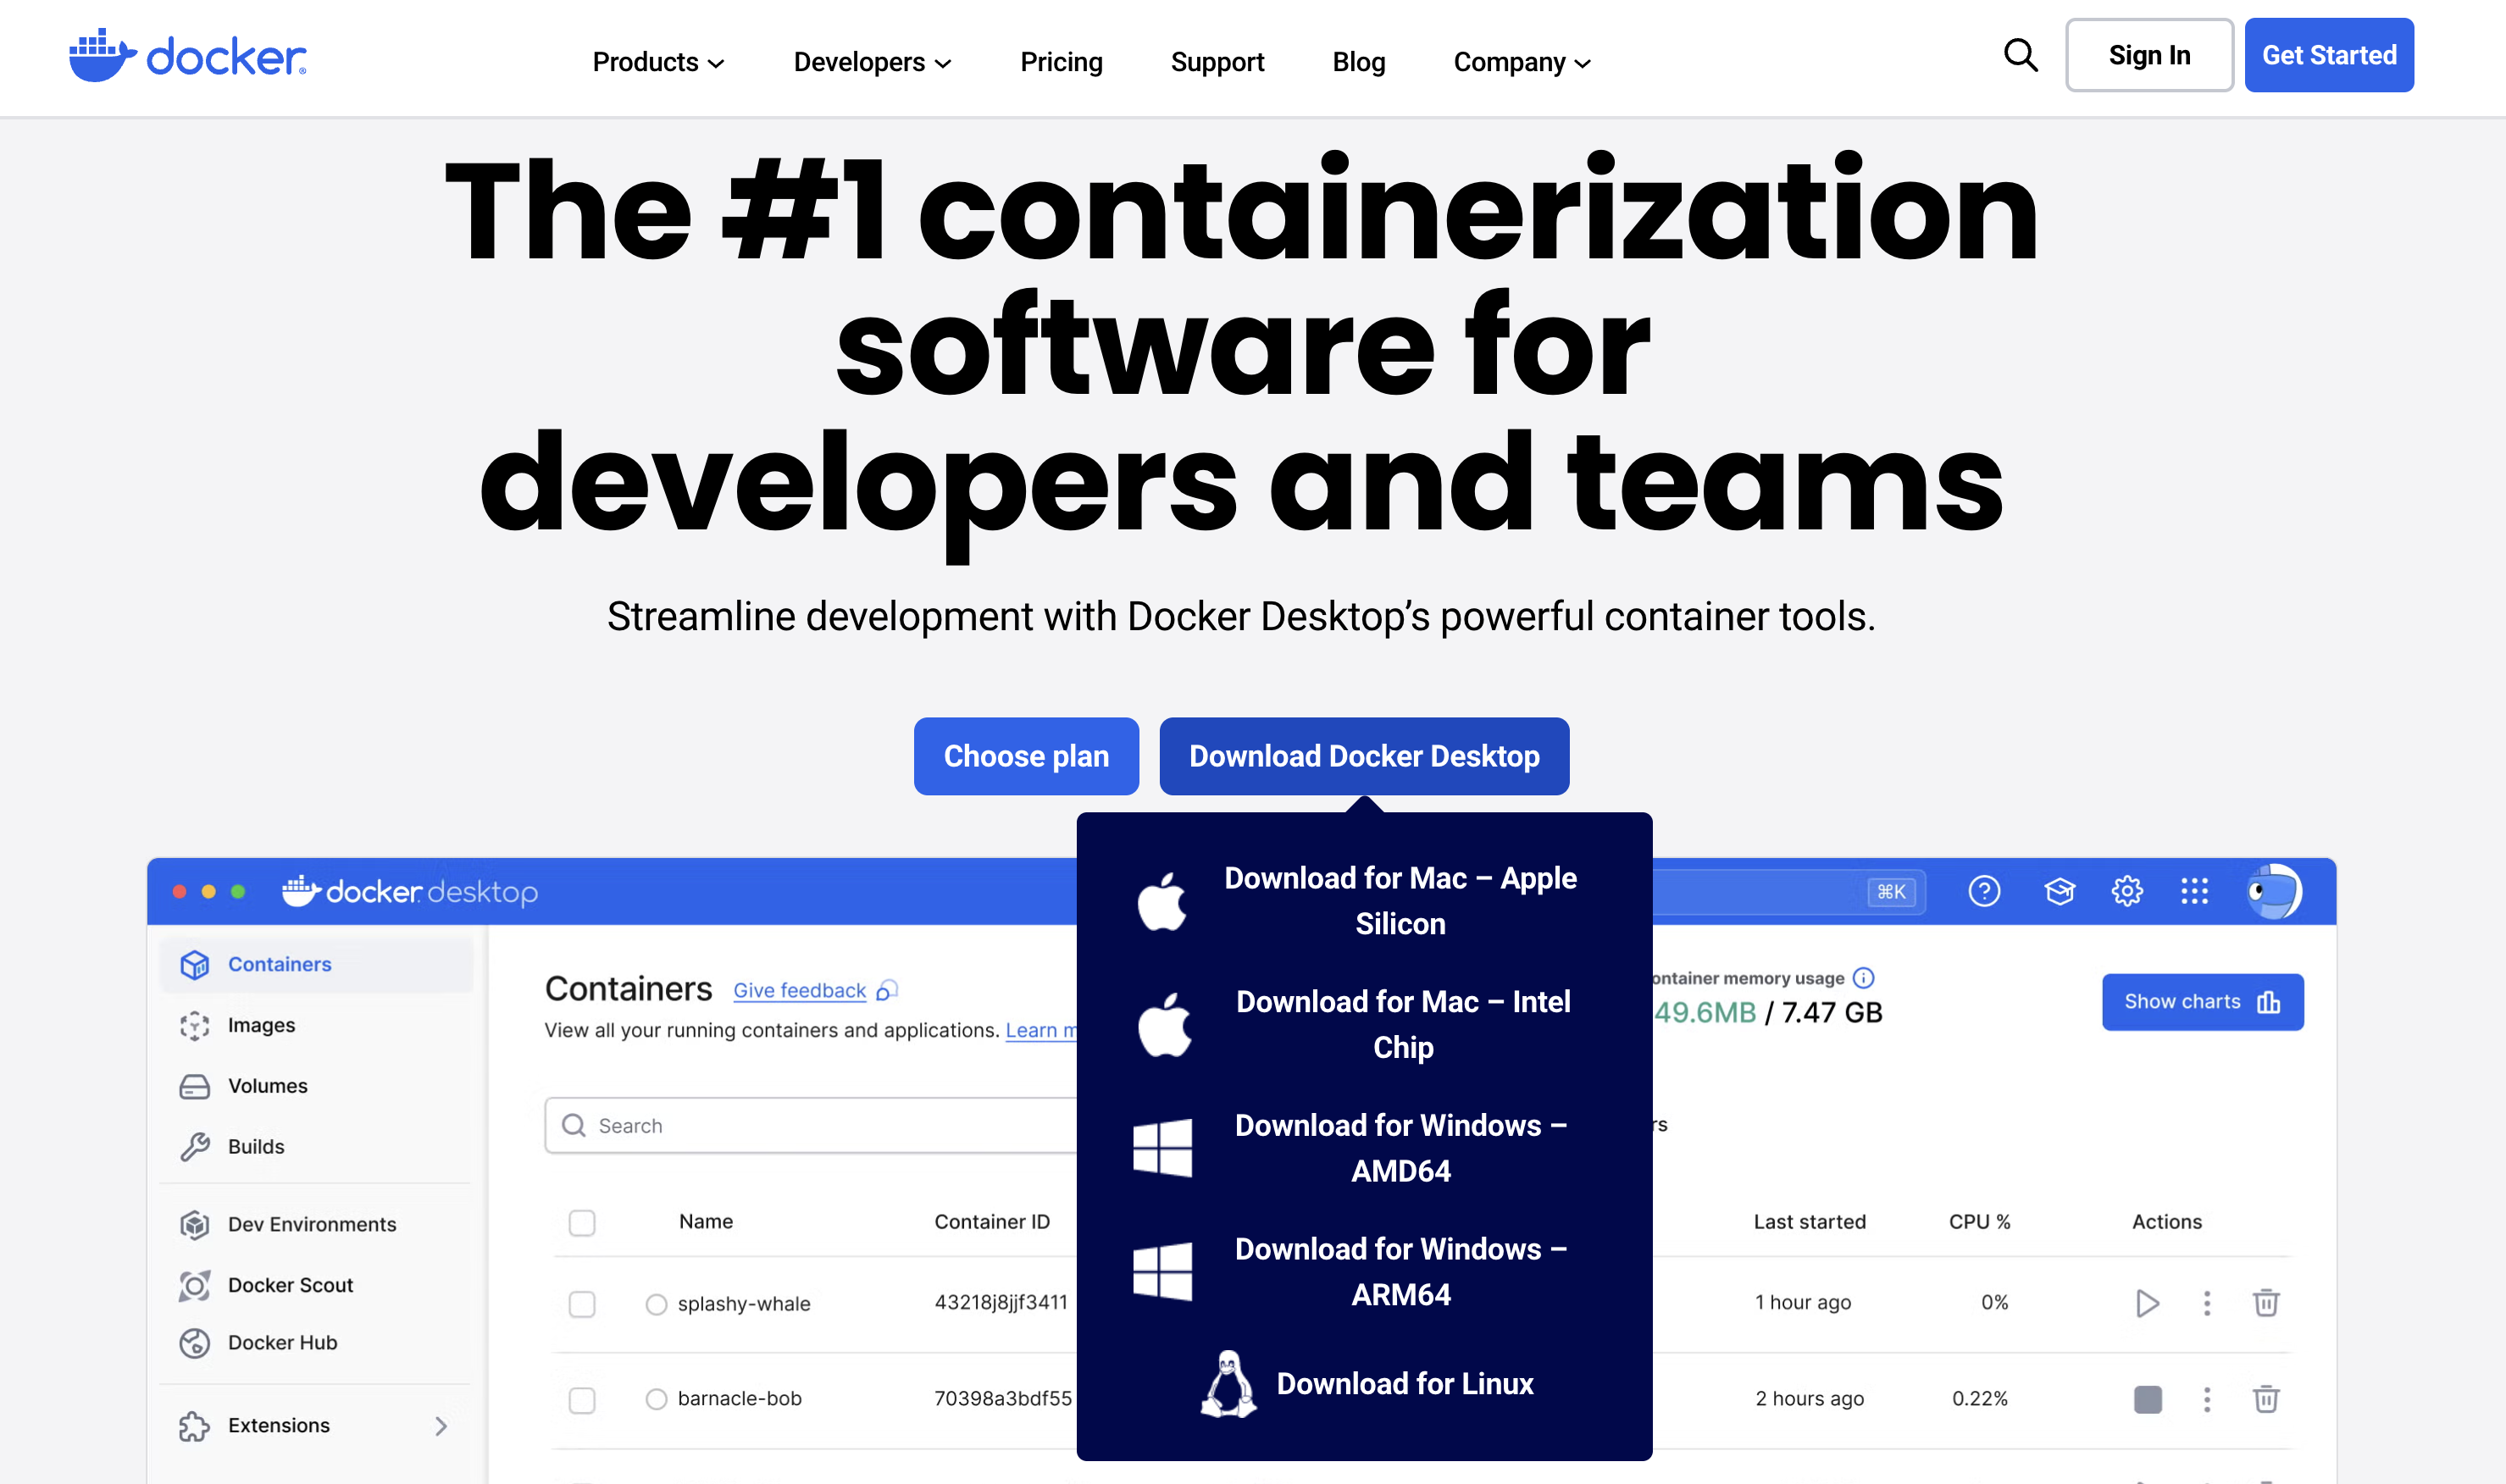 docker®
Products
Developers
Pricing
Support
Blog
Company
Sign In
Get Started
The #1 containerization
software for
developers and teams
Streamline development with Docker Desktop’s powerful container tools.
Choose plan
Download Docker Desktop
Download for Mac – Apple
Silicon
Download for Mac – Intel
Chip
Download for Windows –
AMD64
Download for Windows –
ARM64
Download for Linux
docker desktop
⌘K
Containers
Images
Volumes
Builds
Dev Environments
Docker Scout
Docker Hub
Extensions
Containers Give feedback
View all your running containers and applications. Learn
ontainer memory usage
49.6MB / 7.47 GB
Show charts
Search
rs
Name Container ID Last started CPU % Actions
splashy-whale 43218j8jjf3411 1 hour ago 0%
barnacle-bob 70398a3bdf55 2 hours ago 0.22%